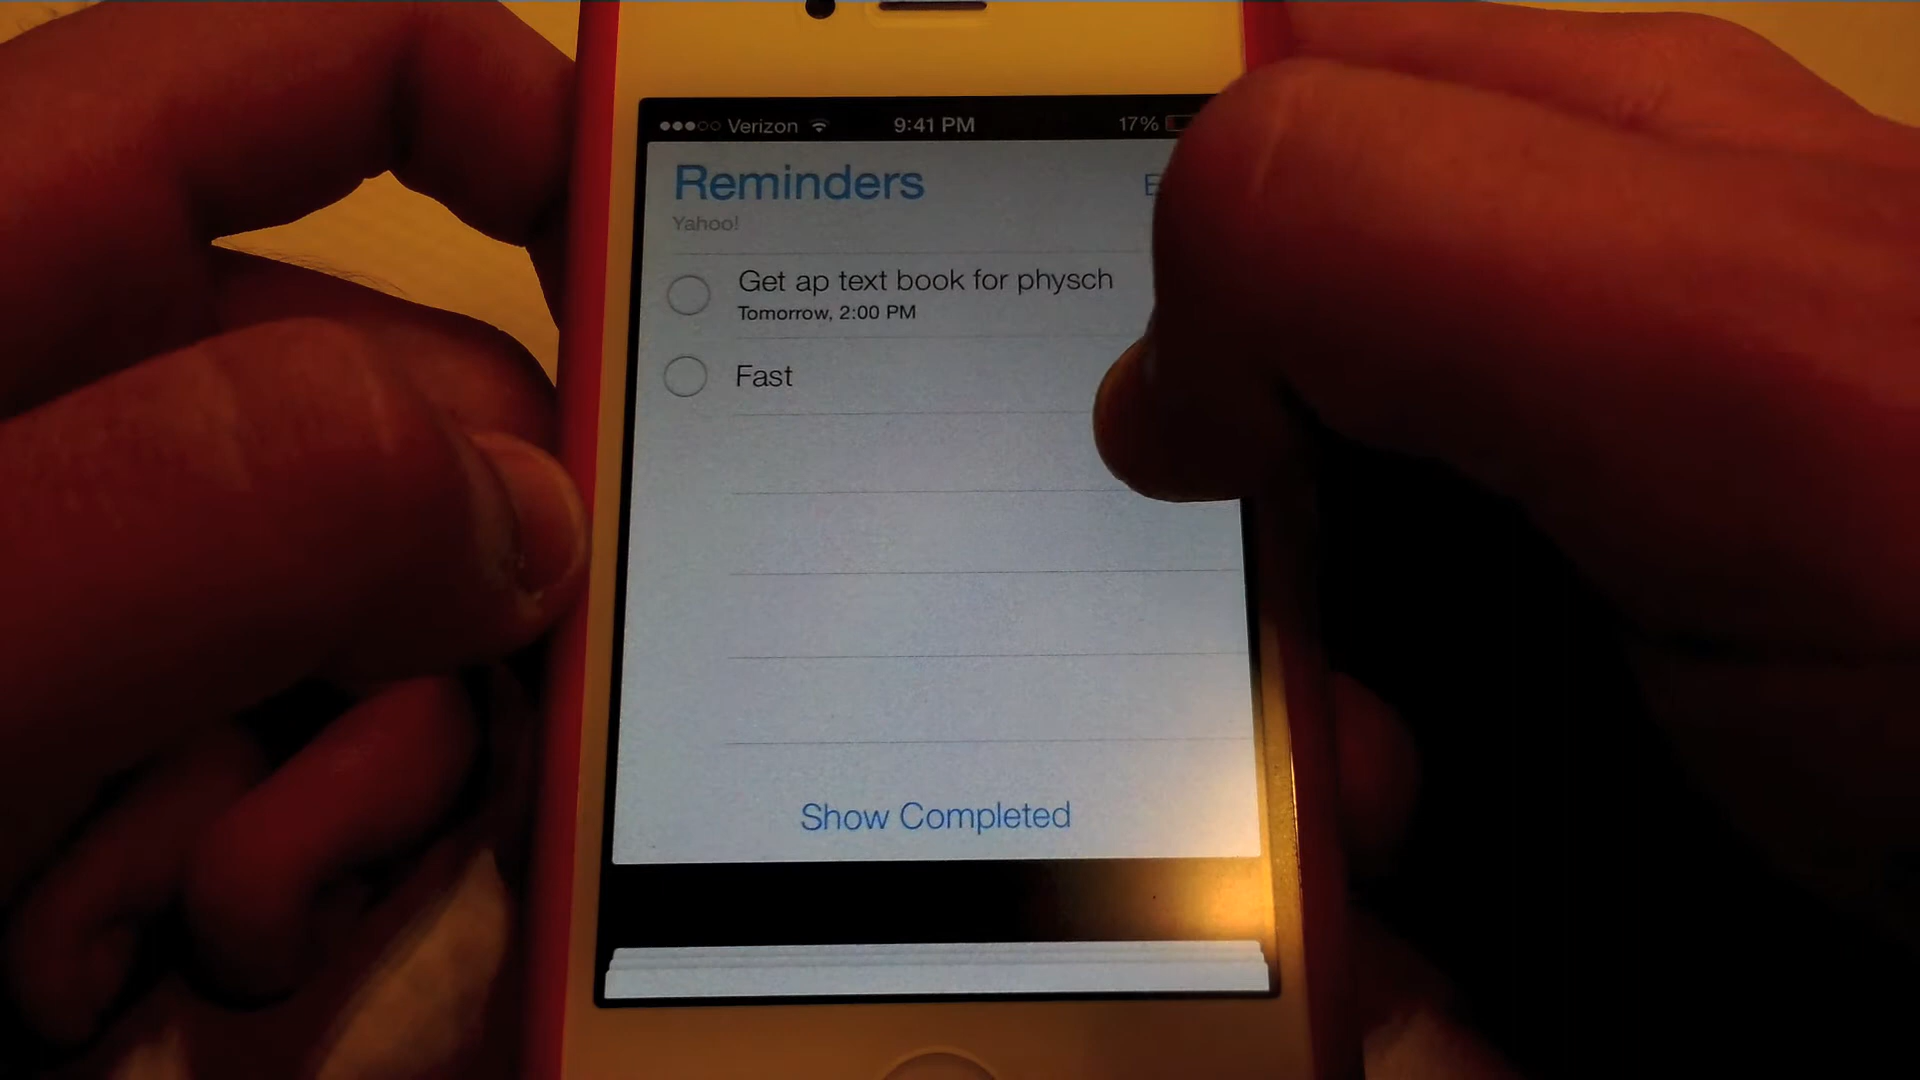 Verizon 9:41 PM 17%
Reminders
Yahoo!
Get ap text book for physch
Tomorrow, 2:00 PM
Fast
Show Completed